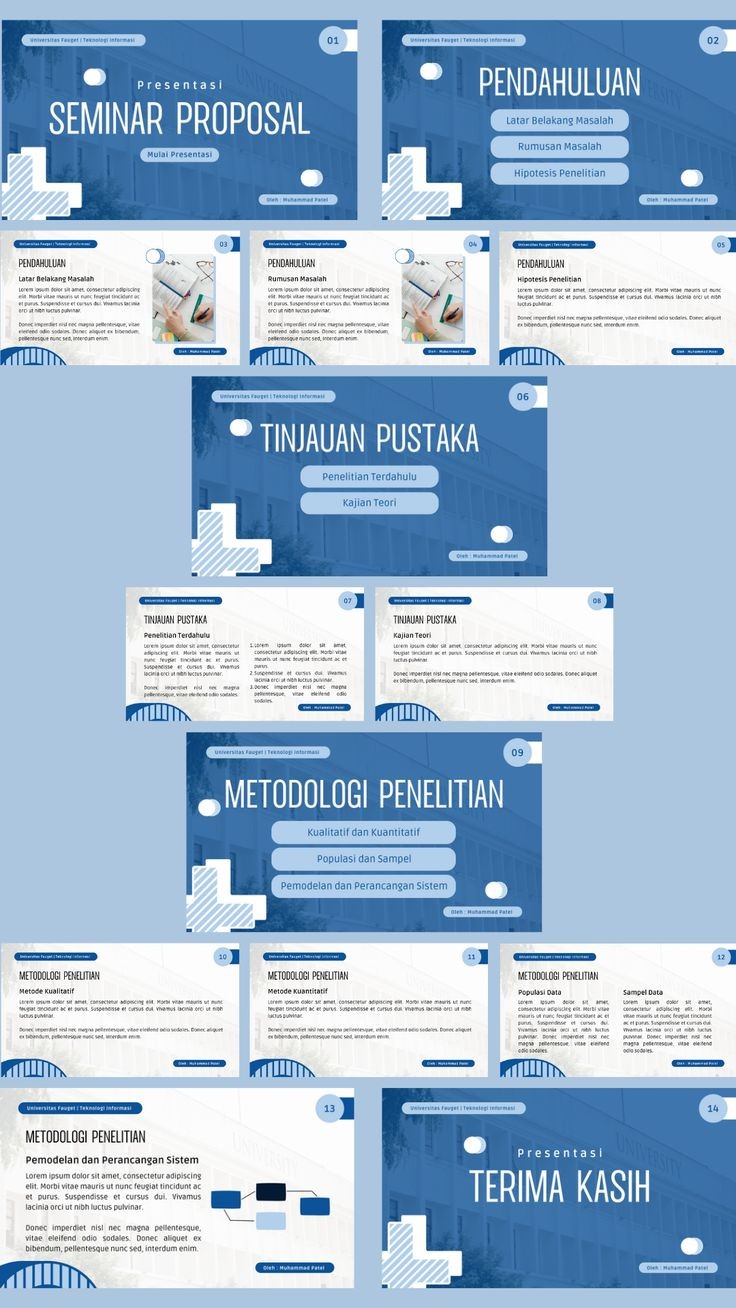 Universitas Fauget | Teknologi Informasi
01
Presentasi
SEMINAR PROPOSAL
Mulai Presentasi
Oleh : Muhammad Patel
Universitas Fauget | Teknologi Informasi
02
PENDAHULUAN
Latar Belakang Masalah
Rumusan Masalah
Hipotesis Penelitian
Oleh : Muhammad Patel
Universitas Fauget | Teknologi Informasi
03
PENDAHULUAN
Latar Belakang Masalah
Lorem ipsum dolor sit amet, consectetur adipiscing
elit. Morbi vitae mauris ut nunc feugiat tincidunt ac
et purus. Suspendisse et cursus dui. Vivamus lacinia
orci ut nibh luctus pulvinar.
Donec imperdiet nisl nec magna pellentesque, vitae
eleifend odio sodales. Donec aliquet ex bibendum,
pellentesque nunc sed, interdum enim.
Oleh : Muhammad Patel
Universitas Fauget | Teknologi Informasi
04
PENDAHULUAN
Rumusan Masalah
Lorem ipsum dolor sit amet, consectetur adipiscing
elit. Morbi vitae mauris ut nunc feugiat tincidunt ac
et purus. Suspendisse et cursus dui. Vivamus lacinia
orci ut nibh luctus pulvinar.
Donec imperdiet nisl nec magna pellentesque, vitae
eleifend odio sodales. Donec aliquet ex bibendum,
pellentesque nunc sed, interdum enim.
Oleh : Muhammad Patel
Universitas Fauget | Teknologi Informasi
05
PENDAHULUAN
Hipotesis Penelitian
Lorem ipsum dolor sit amet, consectetur adipiscing elit. Morbi vitae mauris ut nunc
feugiat tincidunt ac et purus. Suspendisse et cursus dui. Vivamus lacinia orci ut nibh
luctus pulvinar.
Donec imperdiet nisl nec magna pellentesque, vitae eleifend odio sodales. Donec aliquet
ex bibendum, pellentesque nunc sed, interdum enim.
Oleh : Muhammad Patel
Universitas Fauget | Teknologi Informasi
06
TINJAUAN PUSTAKA
Penelitian Terdahulu
Kajian Teori
Oleh : Muhammad Patel
Universitas Fauget | Teknologi Informasi
07
TINJAUAN PUSTAKA
Penelitian Terdahulu
Lorem ipsum dolor sit amet, consectetur
adipiscing elit. Morbi vitae mauris ut nunc
feugiat tincidunt ac et purus.
Suspendisse et cursus dui. Vivamus lacinia
orci ut nibh luctus pulvinar.
Donec imperdiet nisl nec magna
pellentesque, vitae eleifend odio sodales.
1. Lorem ipsum dolor sit amet,
consectetur adipiscing elit. Morbi vitae
mauris ut nunc feugiat tincidunt ac et
purus.
2. Suspendisse et cursus dui. Vivamus
lacinia orci ut nibh luctus pulvinar.
3. Donec imperdiet nisl nec magna
pellentesque, vitae eleifend odio
sodales.
Oleh : Muhammad Patel
Universitas Fauget | Teknologi Informasi
08
TINJAUAN PUSTAKA
Kajian Teori
Lorem ipsum dolor sit amet, consectetur adipiscing elit. Morbi vitae mauris ut nunc
feugiat tincidunt ac et purus. Suspendisse et cursus dui. Vivamus lacinia orci ut nibh
luctus pulvinar.
Donec imperdiet nisl nec magna pellentesque, vitae eleifend odio sodales. Donec aliquet
ex bibendum, pellentesque nunc sed, interdum enim.
Oleh : Muhammad Patel
Universitas Fauget | Teknologi Informasi
09
METODOLOGI PENELITIAN
Kualitatif dan Kuantitatif
Populasi dan Sampel
Pemodelan dan Perancangan Sistem
Oleh : Muhammad Patel
Universitas Fauget | Teknologi Informasi
10
METODOLOGI PENELITIAN
Metode Kualitatif
Lorem ipsum dolor sit amet, consectetur adipiscing elit. Morbi vitae mauris ut nunc
feugiat tincidunt ac et purus. Suspendisse et cursus dui. Vivamus lacinia orci ut nibh
luctus pulvinar.
Donec imperdiet nisl nec magna pellentesque, vitae eleifend odio sodales. Donec aliquet
ex bibendum, pellentesque nunc sed, interdum enim.
Oleh : Muhammad Patel
Universitas Fauget | Teknologi Informasi
11
METODOLOGI PENELITIAN
Metode Kuantitatif
Lorem ipsum dolor sit amet, consectetur adipiscing elit. Morbi vitae mauris ut nunc
feugiat tincidunt ac et purus. Suspendisse et cursus dui. Vivamus lacinia orci ut nibh
luctus pulvinar.
Donec imperdiet nisl nec magna pellentesque, vitae eleifend odio sodales. Donec aliquet
ex bibendum, pellentesque nunc sed, interdum enim.
Oleh : Muhammad Patel
Universitas Fauget | Teknologi Informasi
12
METODOLOGI PENELITIAN
Populasi Data
Lorem ipsum dolor sit amet,
consectetur adipiscing elit. Morbi
vitae mauris ut nunc feugiat
tincidunt ac et purus.
Suspendisse et cursus dui.
Vivamus lacinia orci ut nibh luctus
pulvinar. Donec imperdiet nisl nec
magna pellentesque, vitae eleifend
odio sodales.
Sampel Data
Lorem ipsum dolor sit amet,
consectetur adipiscing elit. Morbi
vitae mauris ut nunc feugiat
tincidunt ac et purus.
Suspendisse et cursus dui.
Vivamus lacinia orci ut nibh luctus
pulvinar. Donec imperdiet nisl nec
magna pellentesque, vitae eleifend
odio sodales.
Oleh : Muhammad Patel
Universitas Fauget | Teknologi Informasi
13
METODOLOGI PENELITIAN
Pemodelan dan Perancangan Sistem
Lorem ipsum dolor sit amet, consectetur adipiscing
elit. Morbi vitae mauris ut nunc feugiat tincidunt ac
et purus. Suspendisse et cursus dui. Vivamus
lacinia orci ut nibh luctus pulvinar.
Donec imperdiet nisl nec magna pellentesque,
vitae eleifend odio sodales. Donec aliquet ex
bibendum, pellentesque nunc sed, interdum enim.
Oleh : Muhammad Patel
Universitas Fauget | Teknologi Informasi
14
Presentasi
TERIMA KASIH
Oleh : Muhammad Patel